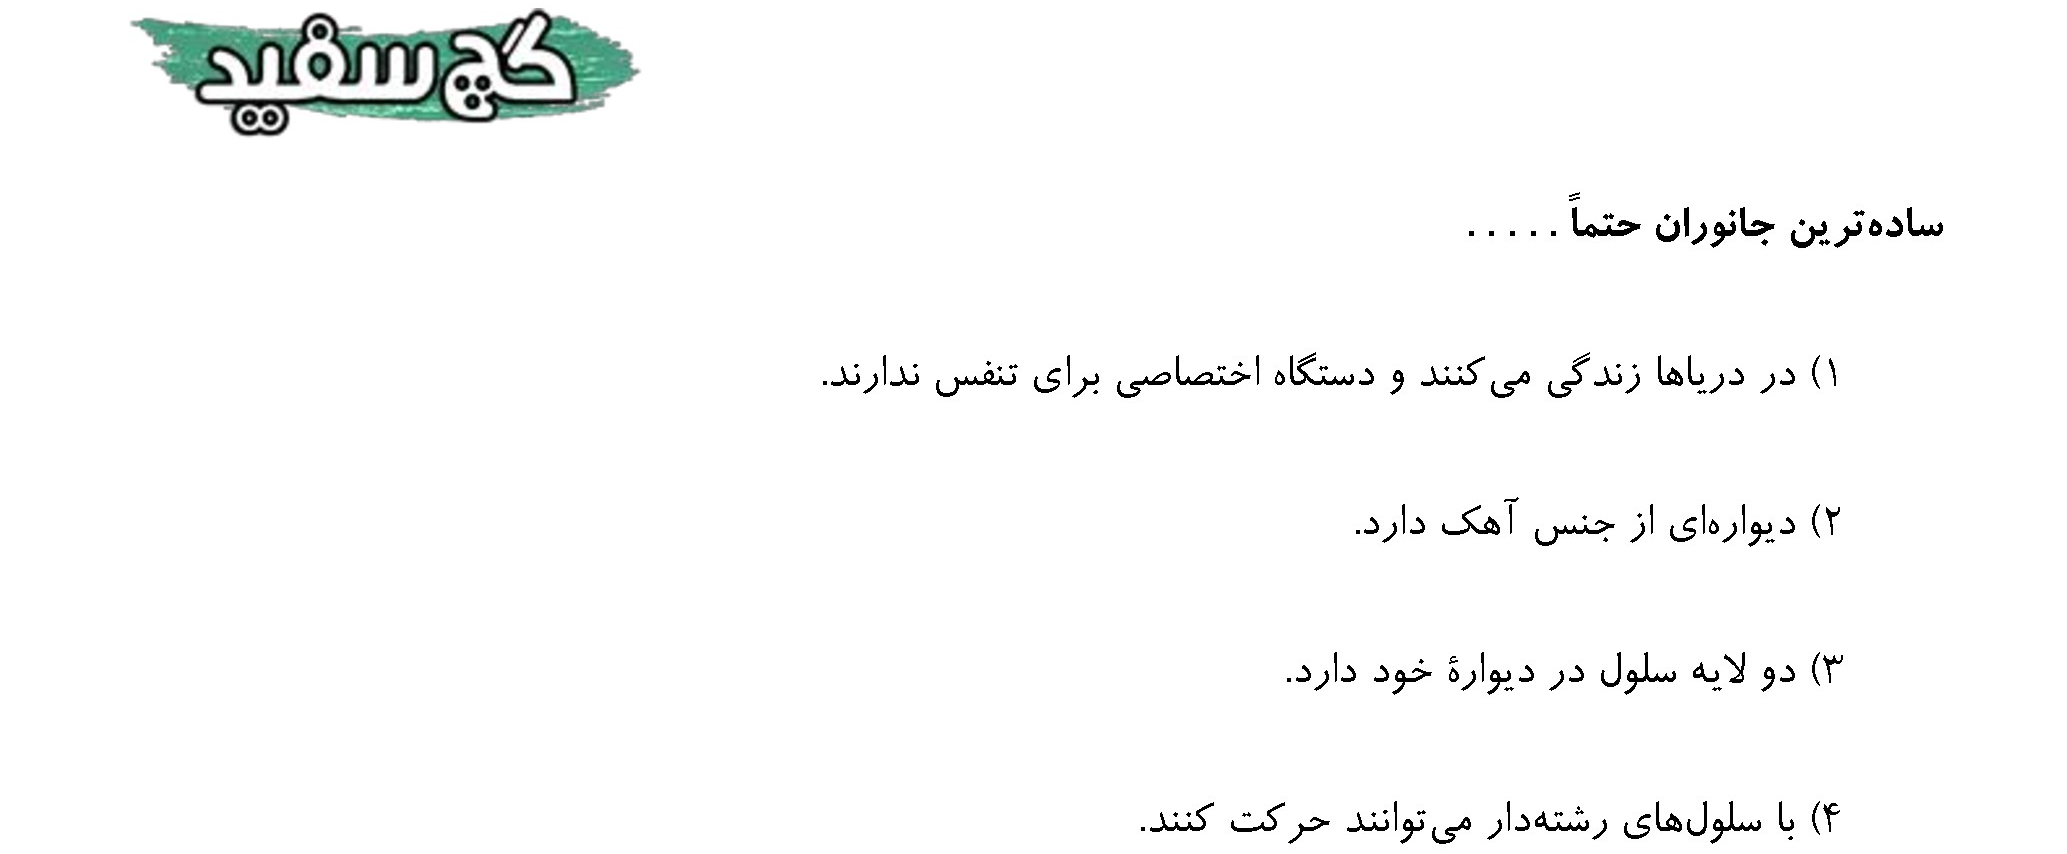 گچ سفید
ساده‌ترین جانوران حتماً .....
۱) در دریاها زندگی می‌کنند و دستگاه اختصاصی برای تنفس ندارند.
۲) دیواره‌ای از جنس آهک دارد.
۳) دو لایه سلول در دیوارهٔ خود دارد.
۴) با سلول‌های رشته‌دار می‌توانند حرکت کنند.